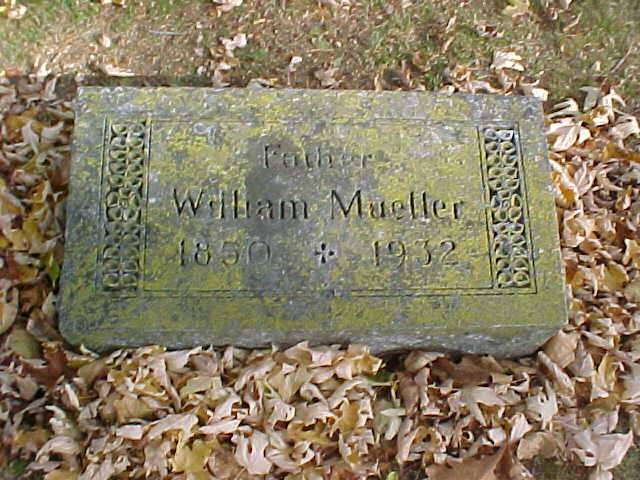 Father
William Mueller
1850 ✢ 1932